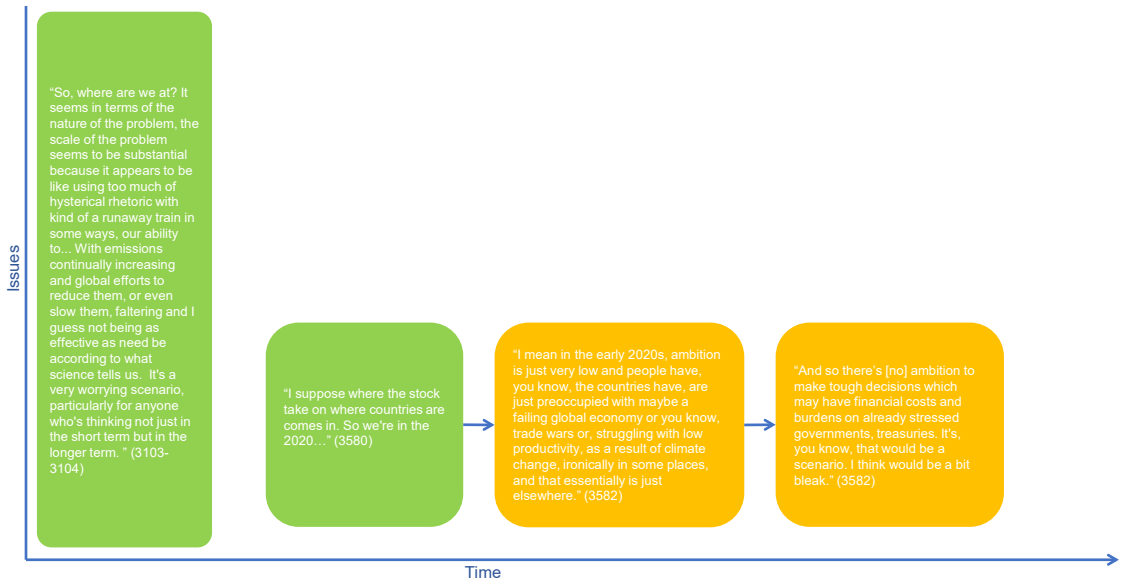 Issues
“So, where are we at? It
seems in terms of the
nature of the problem, the
scale of the problem
seems to be substantial
because it appears to be
like using too much of
hysterical rhetoric with
kind of a runaway train in
some ways, our ability
to... With emissions
continually increasing
and global efforts to
reduce them, or even
slow them, faltering and I
guess not being as
effective as need be
according to what
science tells us.  It's a
very worrying scenario,
particularly for anyone
who's thinking not just in
the short term but in the
longer term. ” (3103-
3104)
“I suppose where the stock
take on where countries are
comes in. So we're in the
2020…” (3580)
“I mean in the early 2020s, ambition
is just very low and people have,
you know, the countries have, are
just preoccupied with maybe a
failing global economy or you know,
trade wars or, struggling with low
productivity, as a result of climate
change, ironically in some places,
and that essentially is just
elsewhere.” (3582)
“And so there’s [no] ambition to
make tough decisions which
may have financial costs and
burdens on already stressed
governments, treasuries. It's,
you know, that would be a
scenario. I think would be a bit
bleak.” (3582)
Time